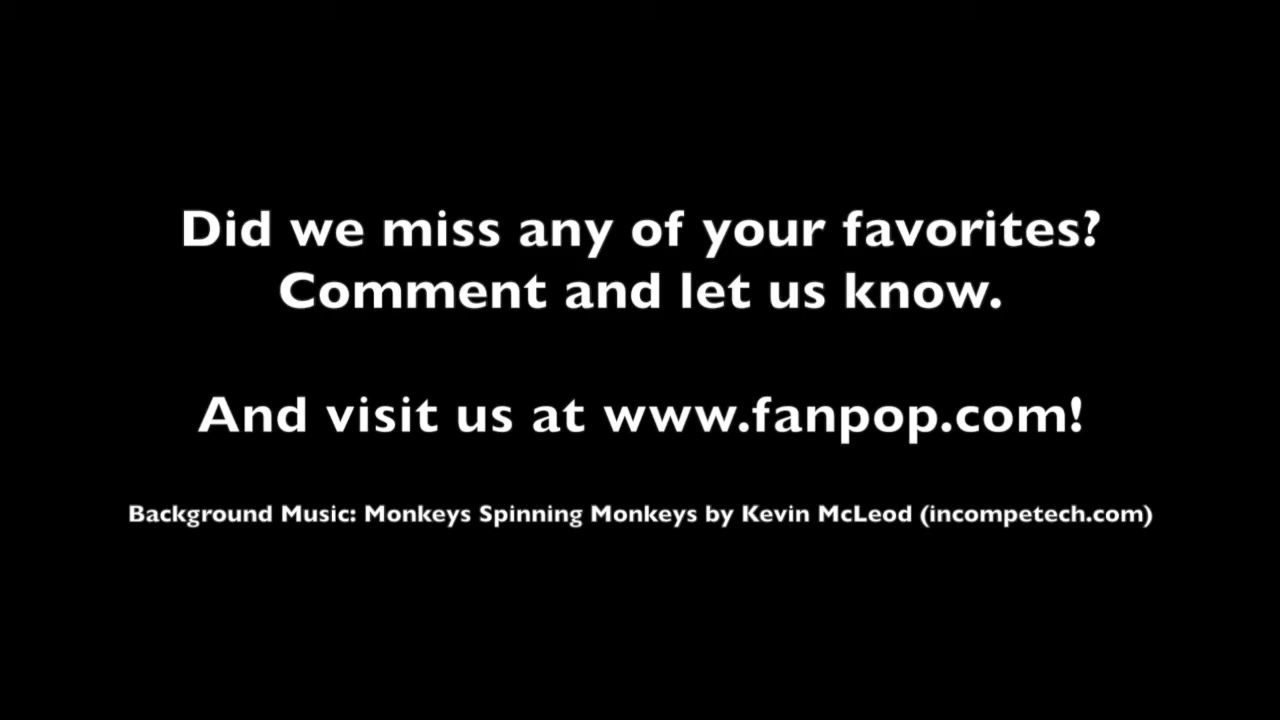 Did we miss any of your favorites?
Comment and let us know.
And visit us at www.fanpop.com!
Background Music: Monkeys Spinning Monkeys by Kevin McLeod (incompetech.com)